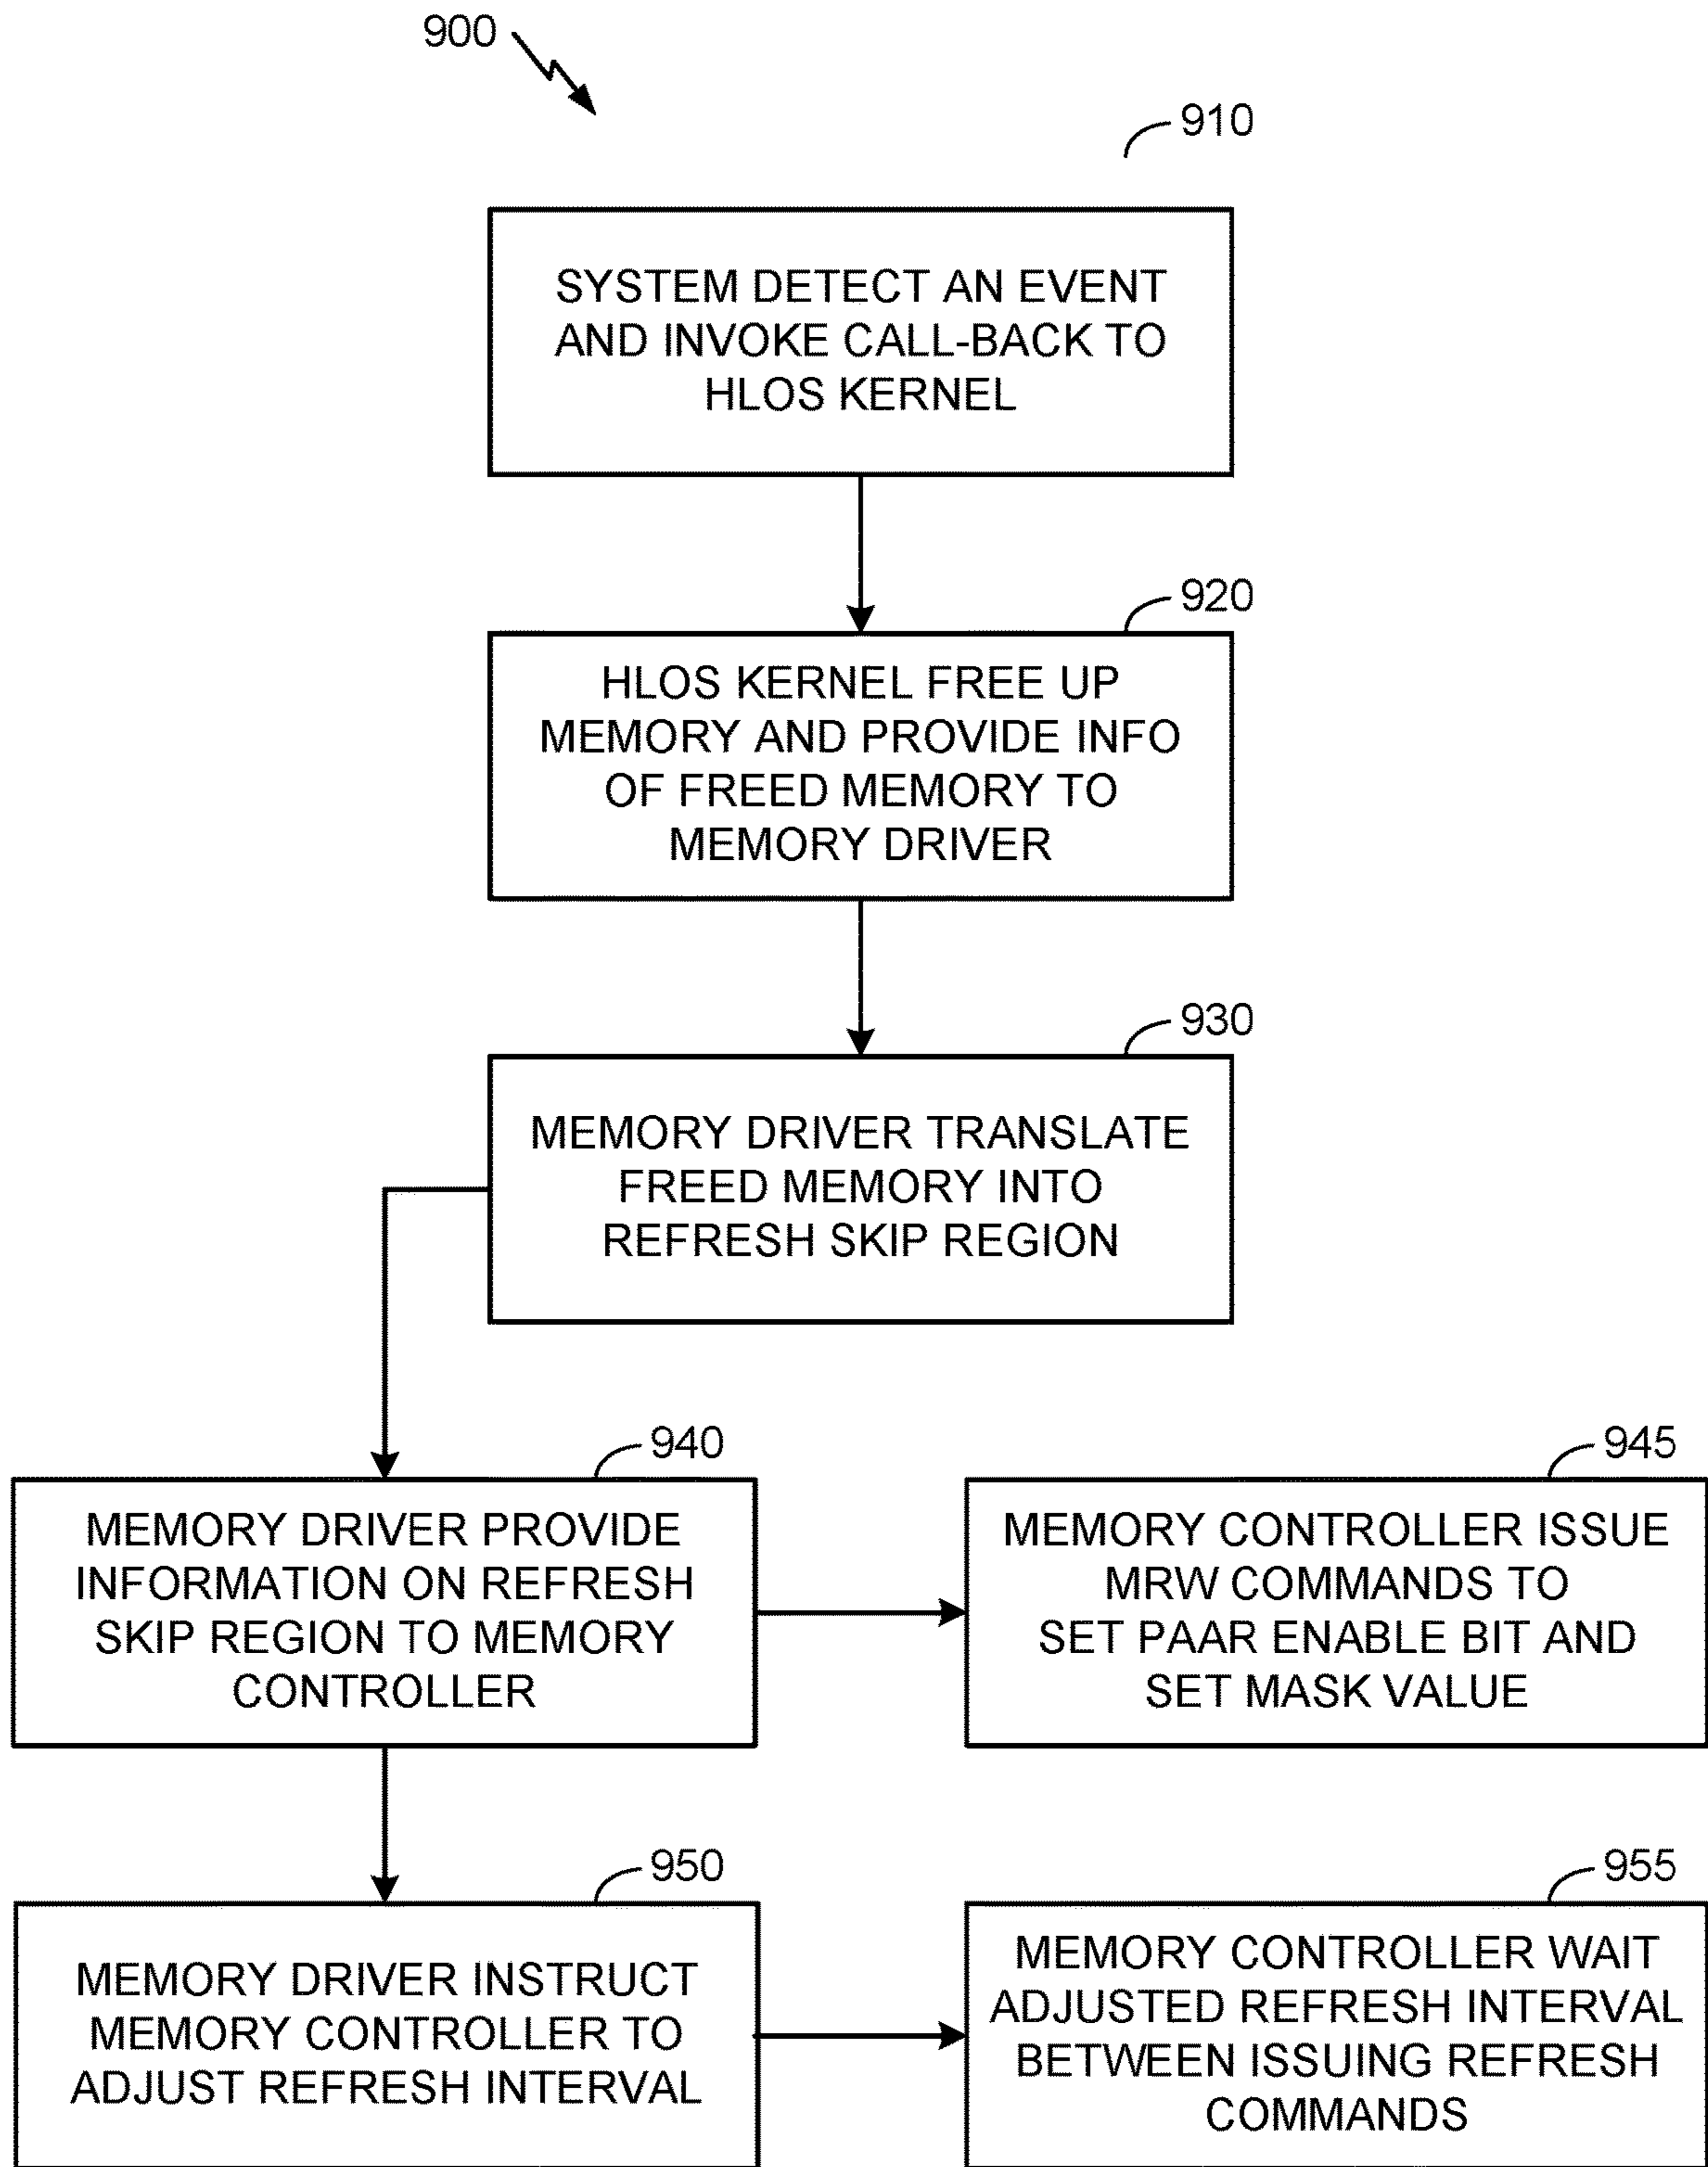 900
910
SYSTEM DETECT AN EVENT
AND INVOKE CALL-BACK TO
HLOS KERNEL
920
HLOS KERNEL FREE UP
MEMORY AND PROVIDE INFO
OF FREED MEMORY TO
MEMORY DRIVER
930
MEMORY DRIVER TRANSLATE
FREED MEMORY INTO
REFRESH SKIP REGION
940
MEMORY DRIVER PROVIDE
INFORMATION ON REFRESH
SKIP REGION TO MEMORY
CONTROLLER
945
MEMORY CONTROLLER ISSUE
MRW COMMANDS TO
SET PAAR ENABLE BIT AND
SET MASK VALUE
950
MEMORY DRIVER INSTRUCT
MEMORY CONTROLLER TO
ADJUST REFRESH INTERVAL
955
MEMORY CONTROLLER WAIT
ADJUSTED REFRESH INTERVAL
BETWEEN ISSUING REFRESH
COMMANDS